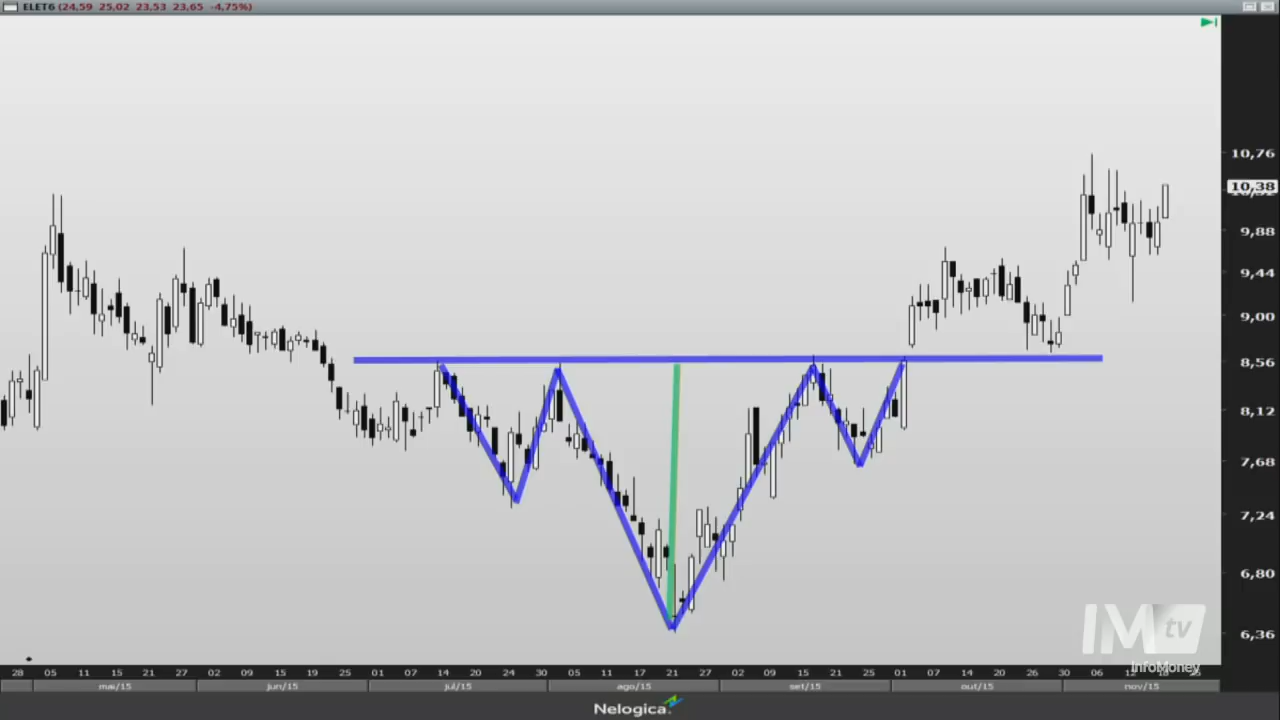 ELET6 (24,59 25,02 23,53 23,65 -4,75%)
10,76
10,38
9,88
9,44
9,00
8,56
8,12
7,68
7,24
6,80
6,36
IM tv
InfoMoney
28 05 11 15 21 27 02 08 12 18 22 26 01 07 14 20 24 30 05 11 17 21 27 02 09 15 21 25 01 07 14 20 26 30 06 12 18
mai/15 jun/15 jul/15 ago/15 set/15 out/15 nov/15
Nelogica